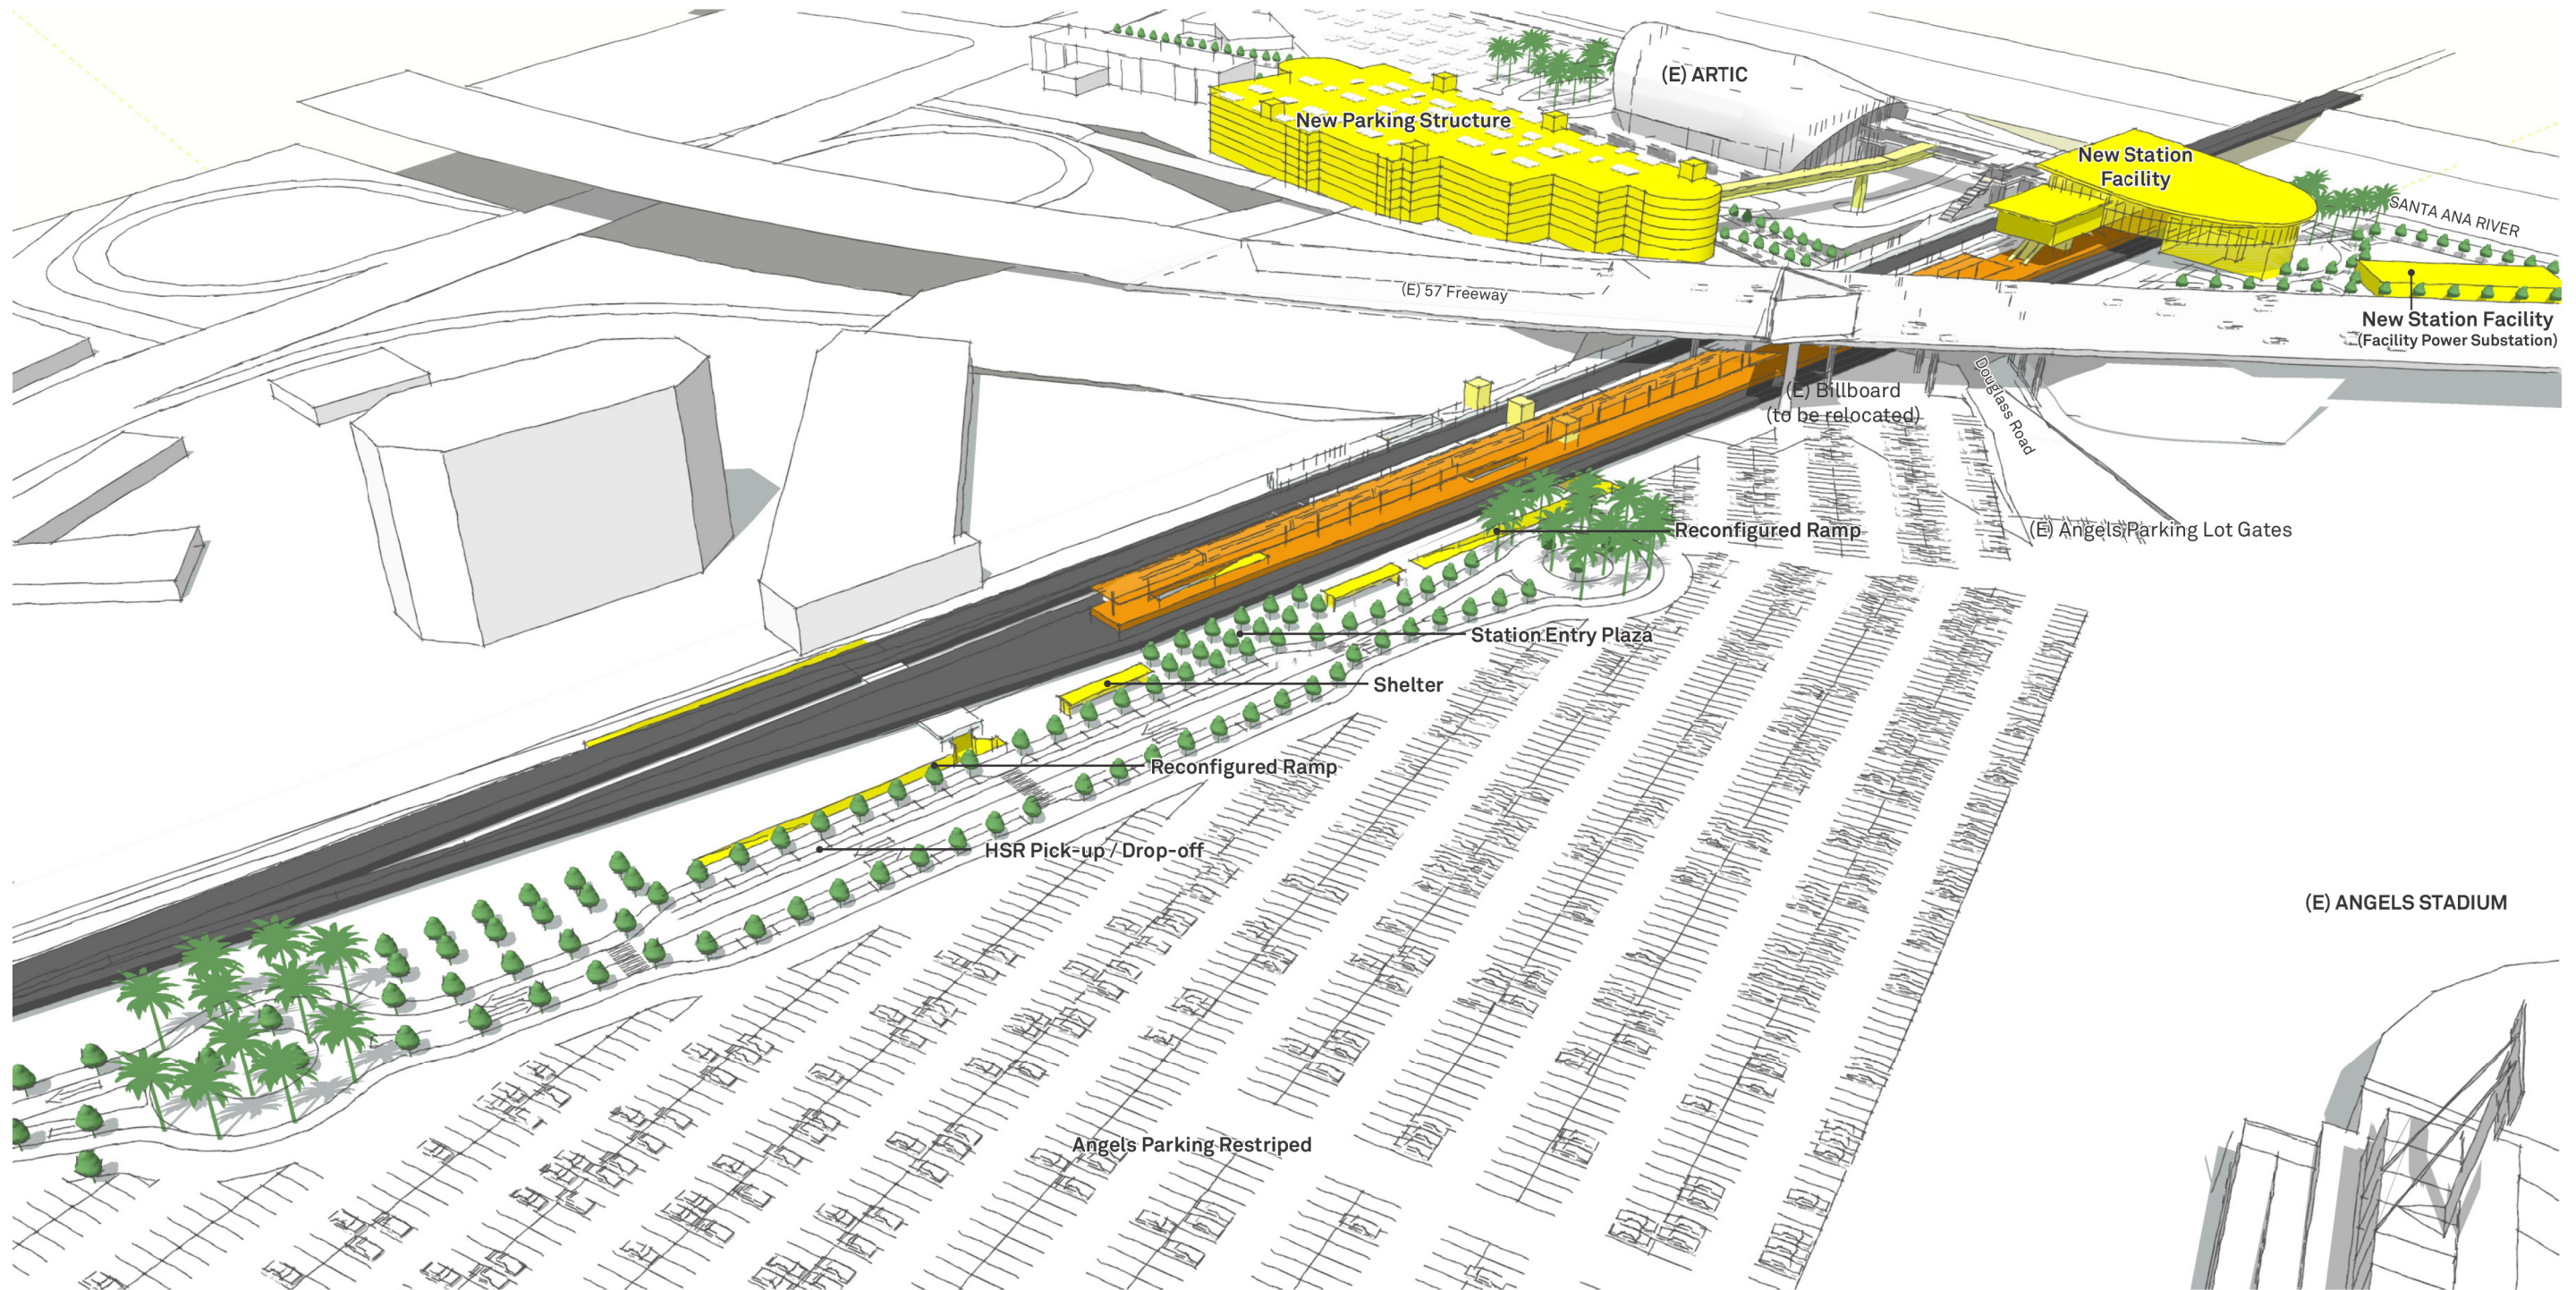 (E) ARTIC
New Parking Structure
New Station
Facility
SANTA ANA RIVER
(E) 57 Freeway
New Station Facility
(Facility Power Substation)
(E) Billboard
(to be relocated)
Douglass Road
Reconfigured Ramp
(E) Angels Parking Lot Gates
Station Entry Plaza
Shelter
Reconfigured Ramp
HSR Pick-up / Drop-off
(E) ANGELS STADIUM
Angels Parking Restriped